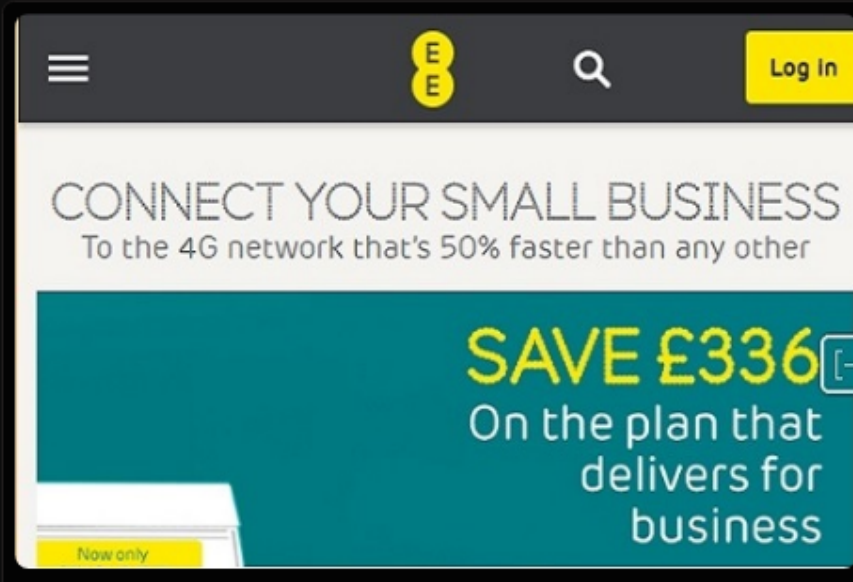 E
E
Log in
CONNECT YOUR SMALL BUSINESS
To the 4G network that's 50% faster than any other
SAVE £336
On the plan that
delivers for
business
Now only